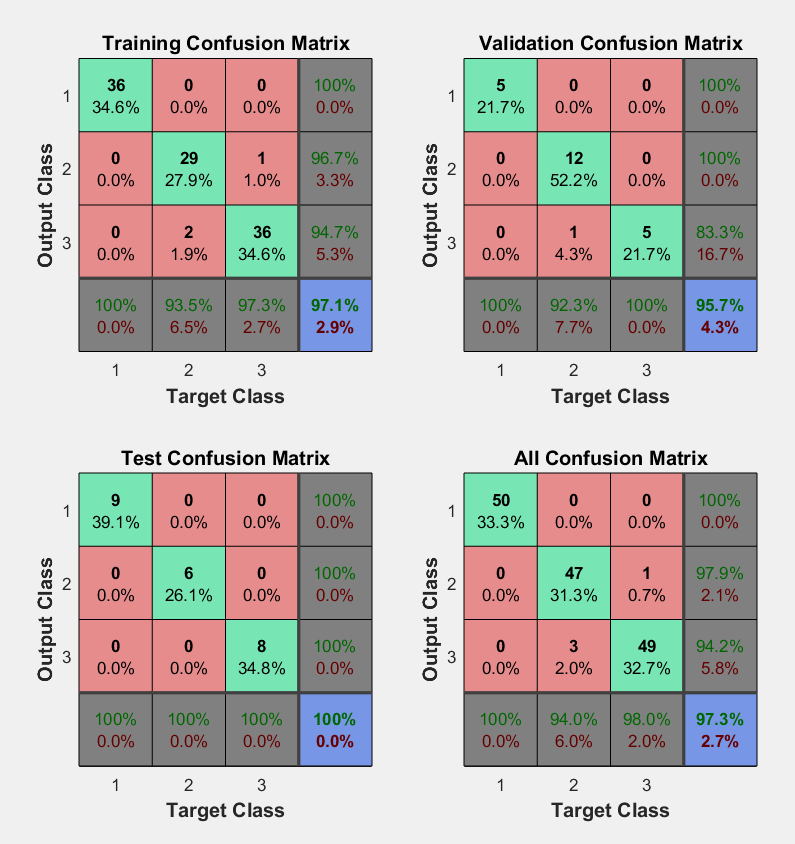 Training Confusion Matrix
Output Class
1
36 0 0 100%
34.6% 0.0% 0.0% 0.0%
2
0 29 1 96.7%
0.0% 27.9% 1.0% 3.3%
3
0 2 36 94.7%
0.0% 1.9% 34.6% 5.3%
100% 93.5% 97.3% 97.1%
0.0% 6.5% 2.7% 2.9%
1 2 3
Target Class
Validation Confusion Matrix
Output Class
1
5 0 0 100%
21.7% 0.0% 0.0% 0.0%
2
0 12 0 100%
0.0% 52.2% 0.0% 0.0%
3
0 1 5 83.3%
0.0% 4.3% 21.7% 16.7%
100% 92.3% 100% 95.7%
0.0% 7.7% 0.0% 4.3%
1 2 3
Target Class
Test Confusion Matrix
Output Class
1
9 0 0 100%
39.1% 0.0% 0.0% 0.0%
2
0 6 0 100%
0.0% 26.1% 0.0% 0.0%
3
0 0 8 100%
0.0% 0.0% 34.8% 0.0%
100% 100% 100% 100%
0.0% 0.0% 0.0% 0.0%
1 2 3
Target Class
All Confusion Matrix
Output Class
1
50 0 0 100%
33.3% 0.0% 0.0% 0.0%
2
0 47 1 97.9%
0.0% 31.3% 0.7% 2.1%
3
0 3 49 94.2%
0.0% 2.0% 32.7% 5.8%
100% 94.0% 98.0% 97.3%
0.0% 6.0% 2.0% 2.7%
1 2 3
Target Class